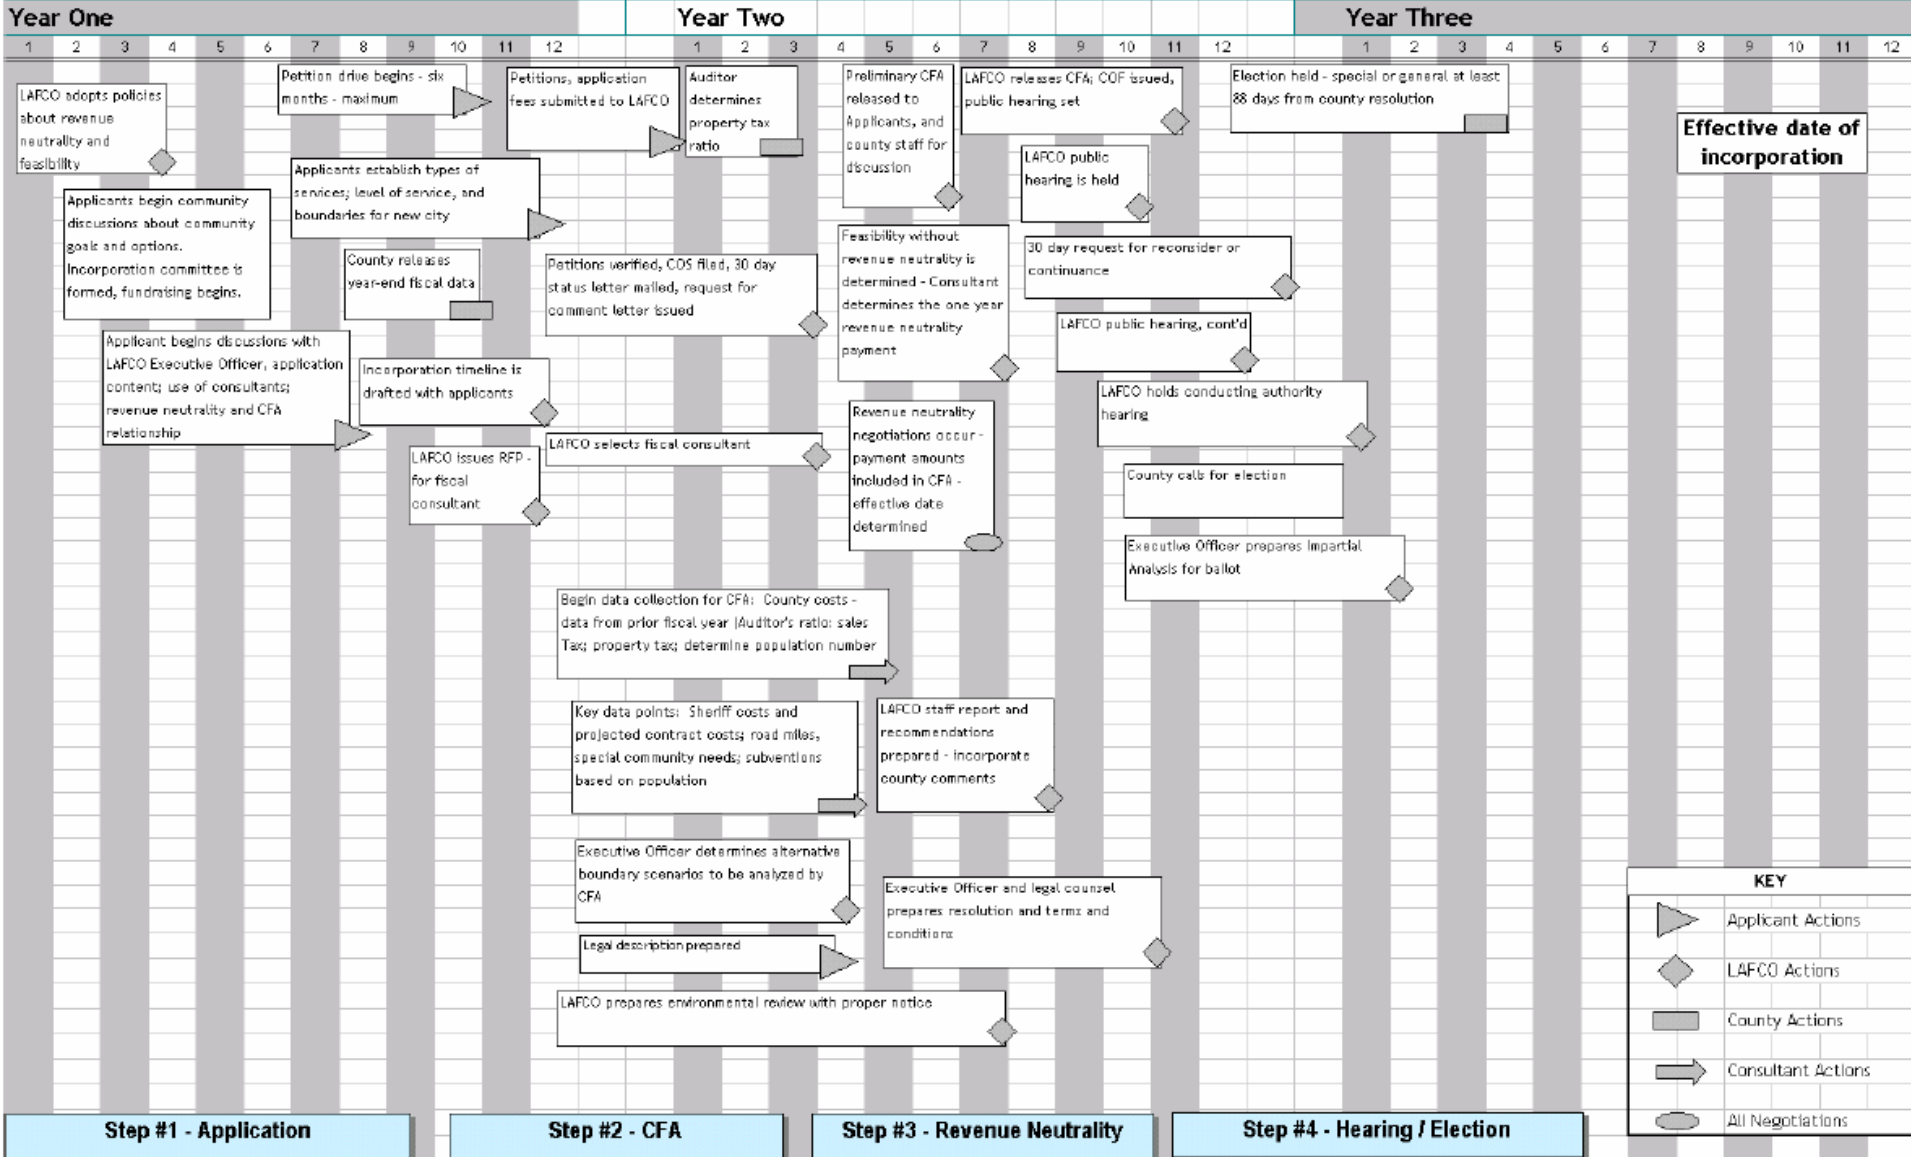 Year One
Year Two
Year Three
1 2 3 4 5 6 7 8 9 10 11 12 1 2 3 4 5 6 7 8 9 10 11 12 1 2 3 4 5 6 7 8 9 10 11 12
LAFCO adopts policies
about revenue
neutrality and
feasibility
Petition drive begins - six
months - maximum
Petitions, application
fees submitted to LAFCO
Auditor
determines
property tax
ratio
Preliminary CFA
released to
Applicants, and
county staff for
discussion
LAFCO releases CFA; COF issued,
public hearing set
Election held - special or general at least
88 days from county resolution
Effective date of
incorporation
LAFCO public
hearing is held
Applicants establish types of
services; level of service, and
boundaries for new city
Applicants begin community
discussions about community
goals and options.
Incorporation committee is
formed, fundraising begins.
County releases
year-end fiscal data
Petitions verified, COS filed, 30 day
status letter mailed, request for
comment letter issued
Feasibility without
revenue neutrality is
determined - Consultant
determines the one year
revenue neutrality
payment
30 day request for reconsider or
continuance
LAFCO public hearing, cont'd
Applicant begins discussions with
LAFCO Executive Officer, application
content; use of consultants;
revenue neutrality and CFA
relationship
Incorporation timeline is
drafted with applicants
LAFCO holds conducting authority
hearing
Revenue neutrality
negotiations occur -
payment amounts
included in CFA -
effective date
determined
LAFCO selects fiscal consultant
LAFCO issues RFP -
for fiscal
consultant
County calls for election
Executive Officer prepares Impartial
Analysis for ballot
Begin data collection for CFA: County costs -
data from prior fiscal year |Auditor's ratio: sales
Tax; property tax; determine population number
Key data points: Sheriff costs and
projected contract costs; road miles,
special community needs; subventions
based on population
LAFCO staff report and
recommendations
prepared - incorporate
county comments
Executive Officer determines alternative
boundary scenarios to be analyzed by
CFA
Executive Officer and legal counsel
prepares resolution and terms and
conditions
Legal description prepared
LAFCO prepares environmental review with proper notice
KEY
Applicant Actions
LAFCO Actions
County Actions
Consultant Actions
All Negotiations
Step #1 - Application
Step #2 - CFA
Step #3 - Revenue Neutrality
Step #4 - Hearing / Election